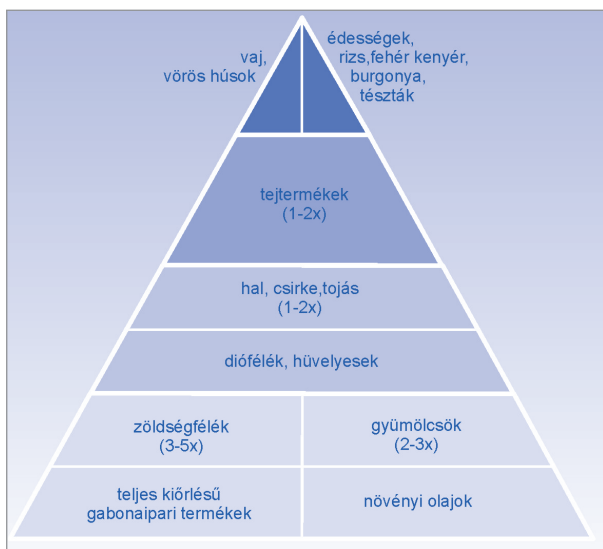 vaj,
vörös húsok
édességek,
rizs,fehér kenyér,
burgonya,
tészták
tejtermékek
(1-2x)
hal, csirke,tojás
(1-2x)
diófélék, hüvelyesek
zöldségfélék
(3-5x)
gyümölcsök
(2-3x)
teljes kiőrlésű
gabonaipari termékek
növényi olajok